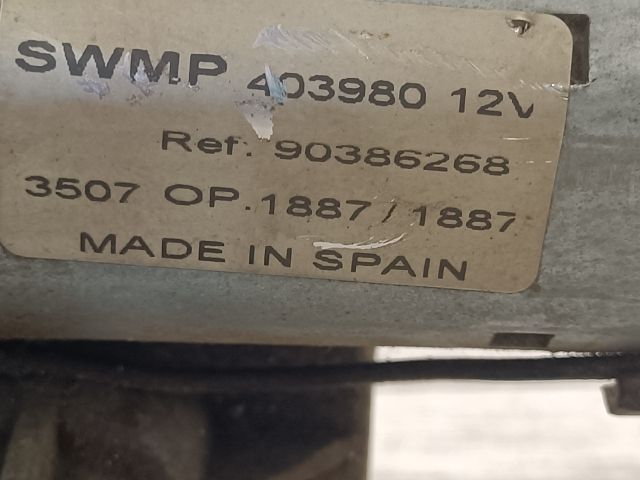 SWMP 403980 12V
Ref. 90386268
3507 OP.1887/1887
MADE IN SPAIN